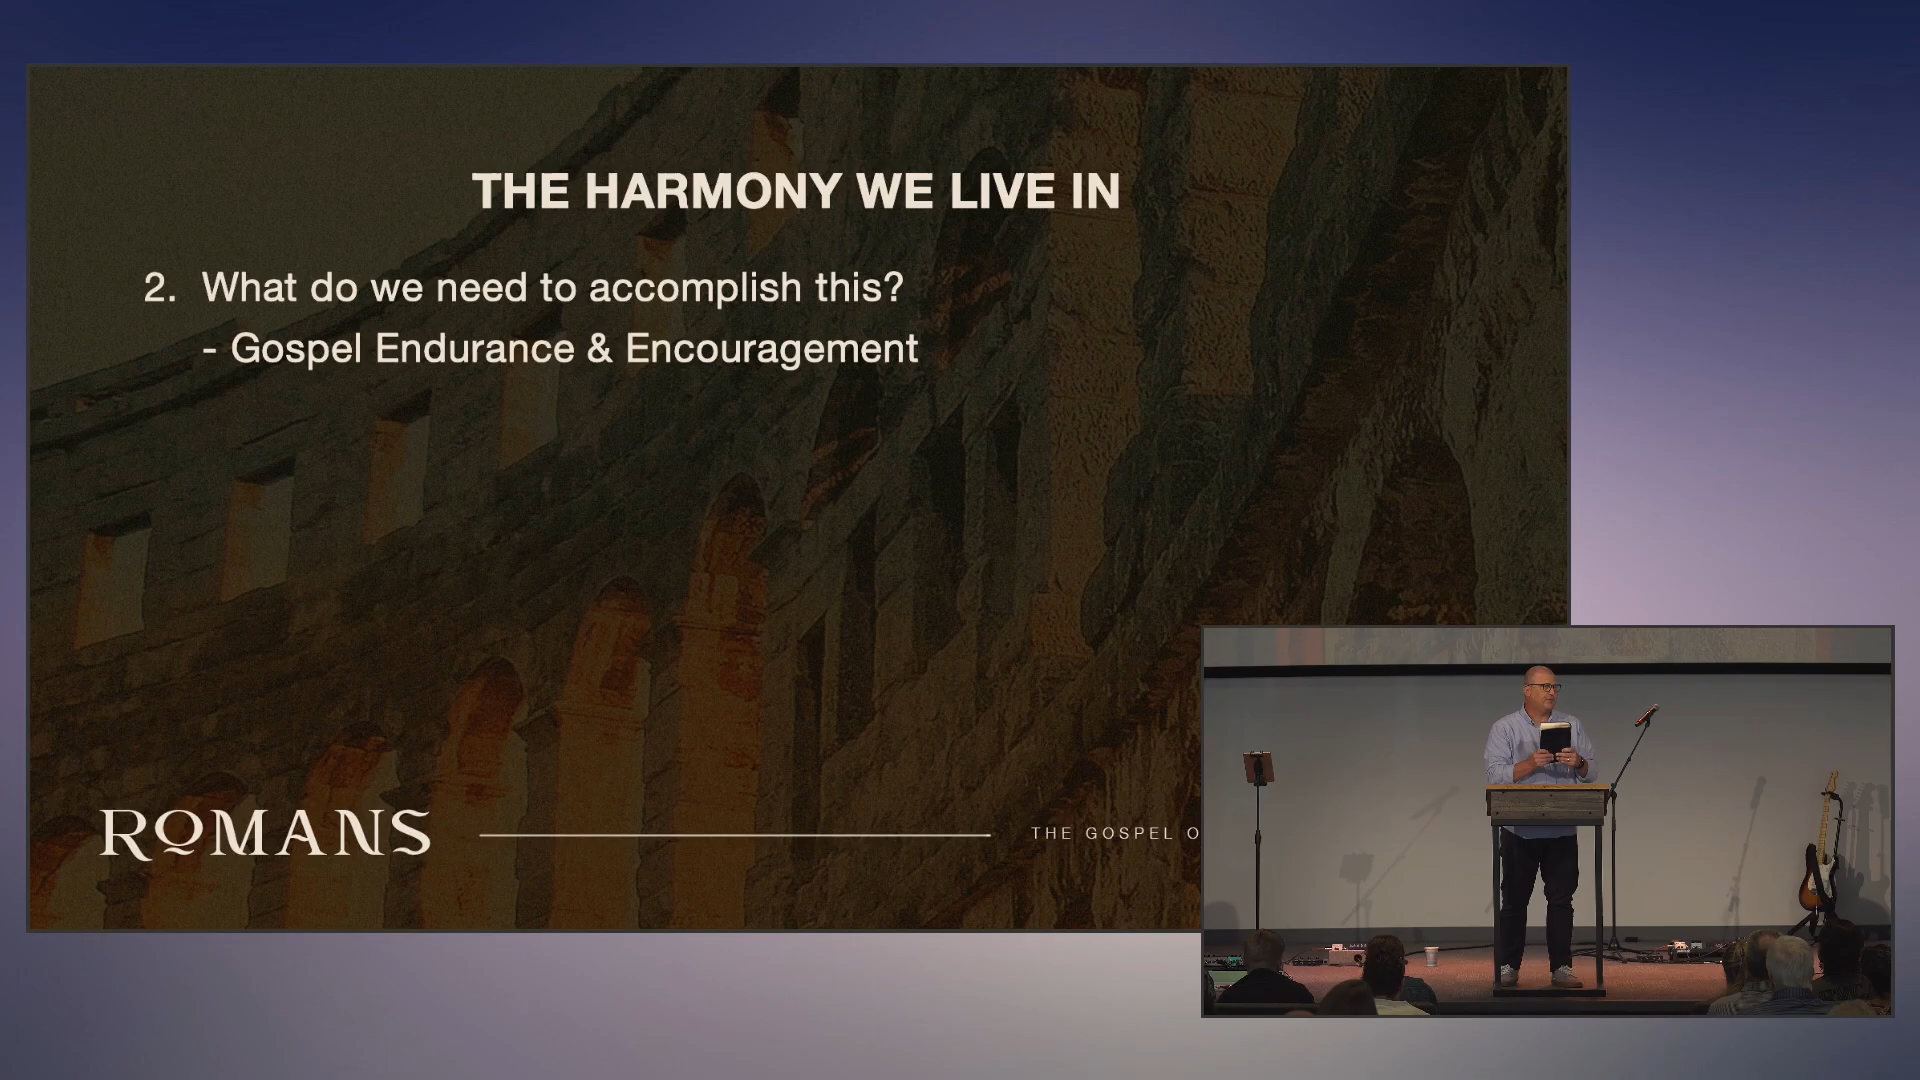 THE HARMONY WE LIVE IN
2. What do we need to accomplish this?
- Gospel Endurance & Encouragement
ROMANS
THE GOSPEL O